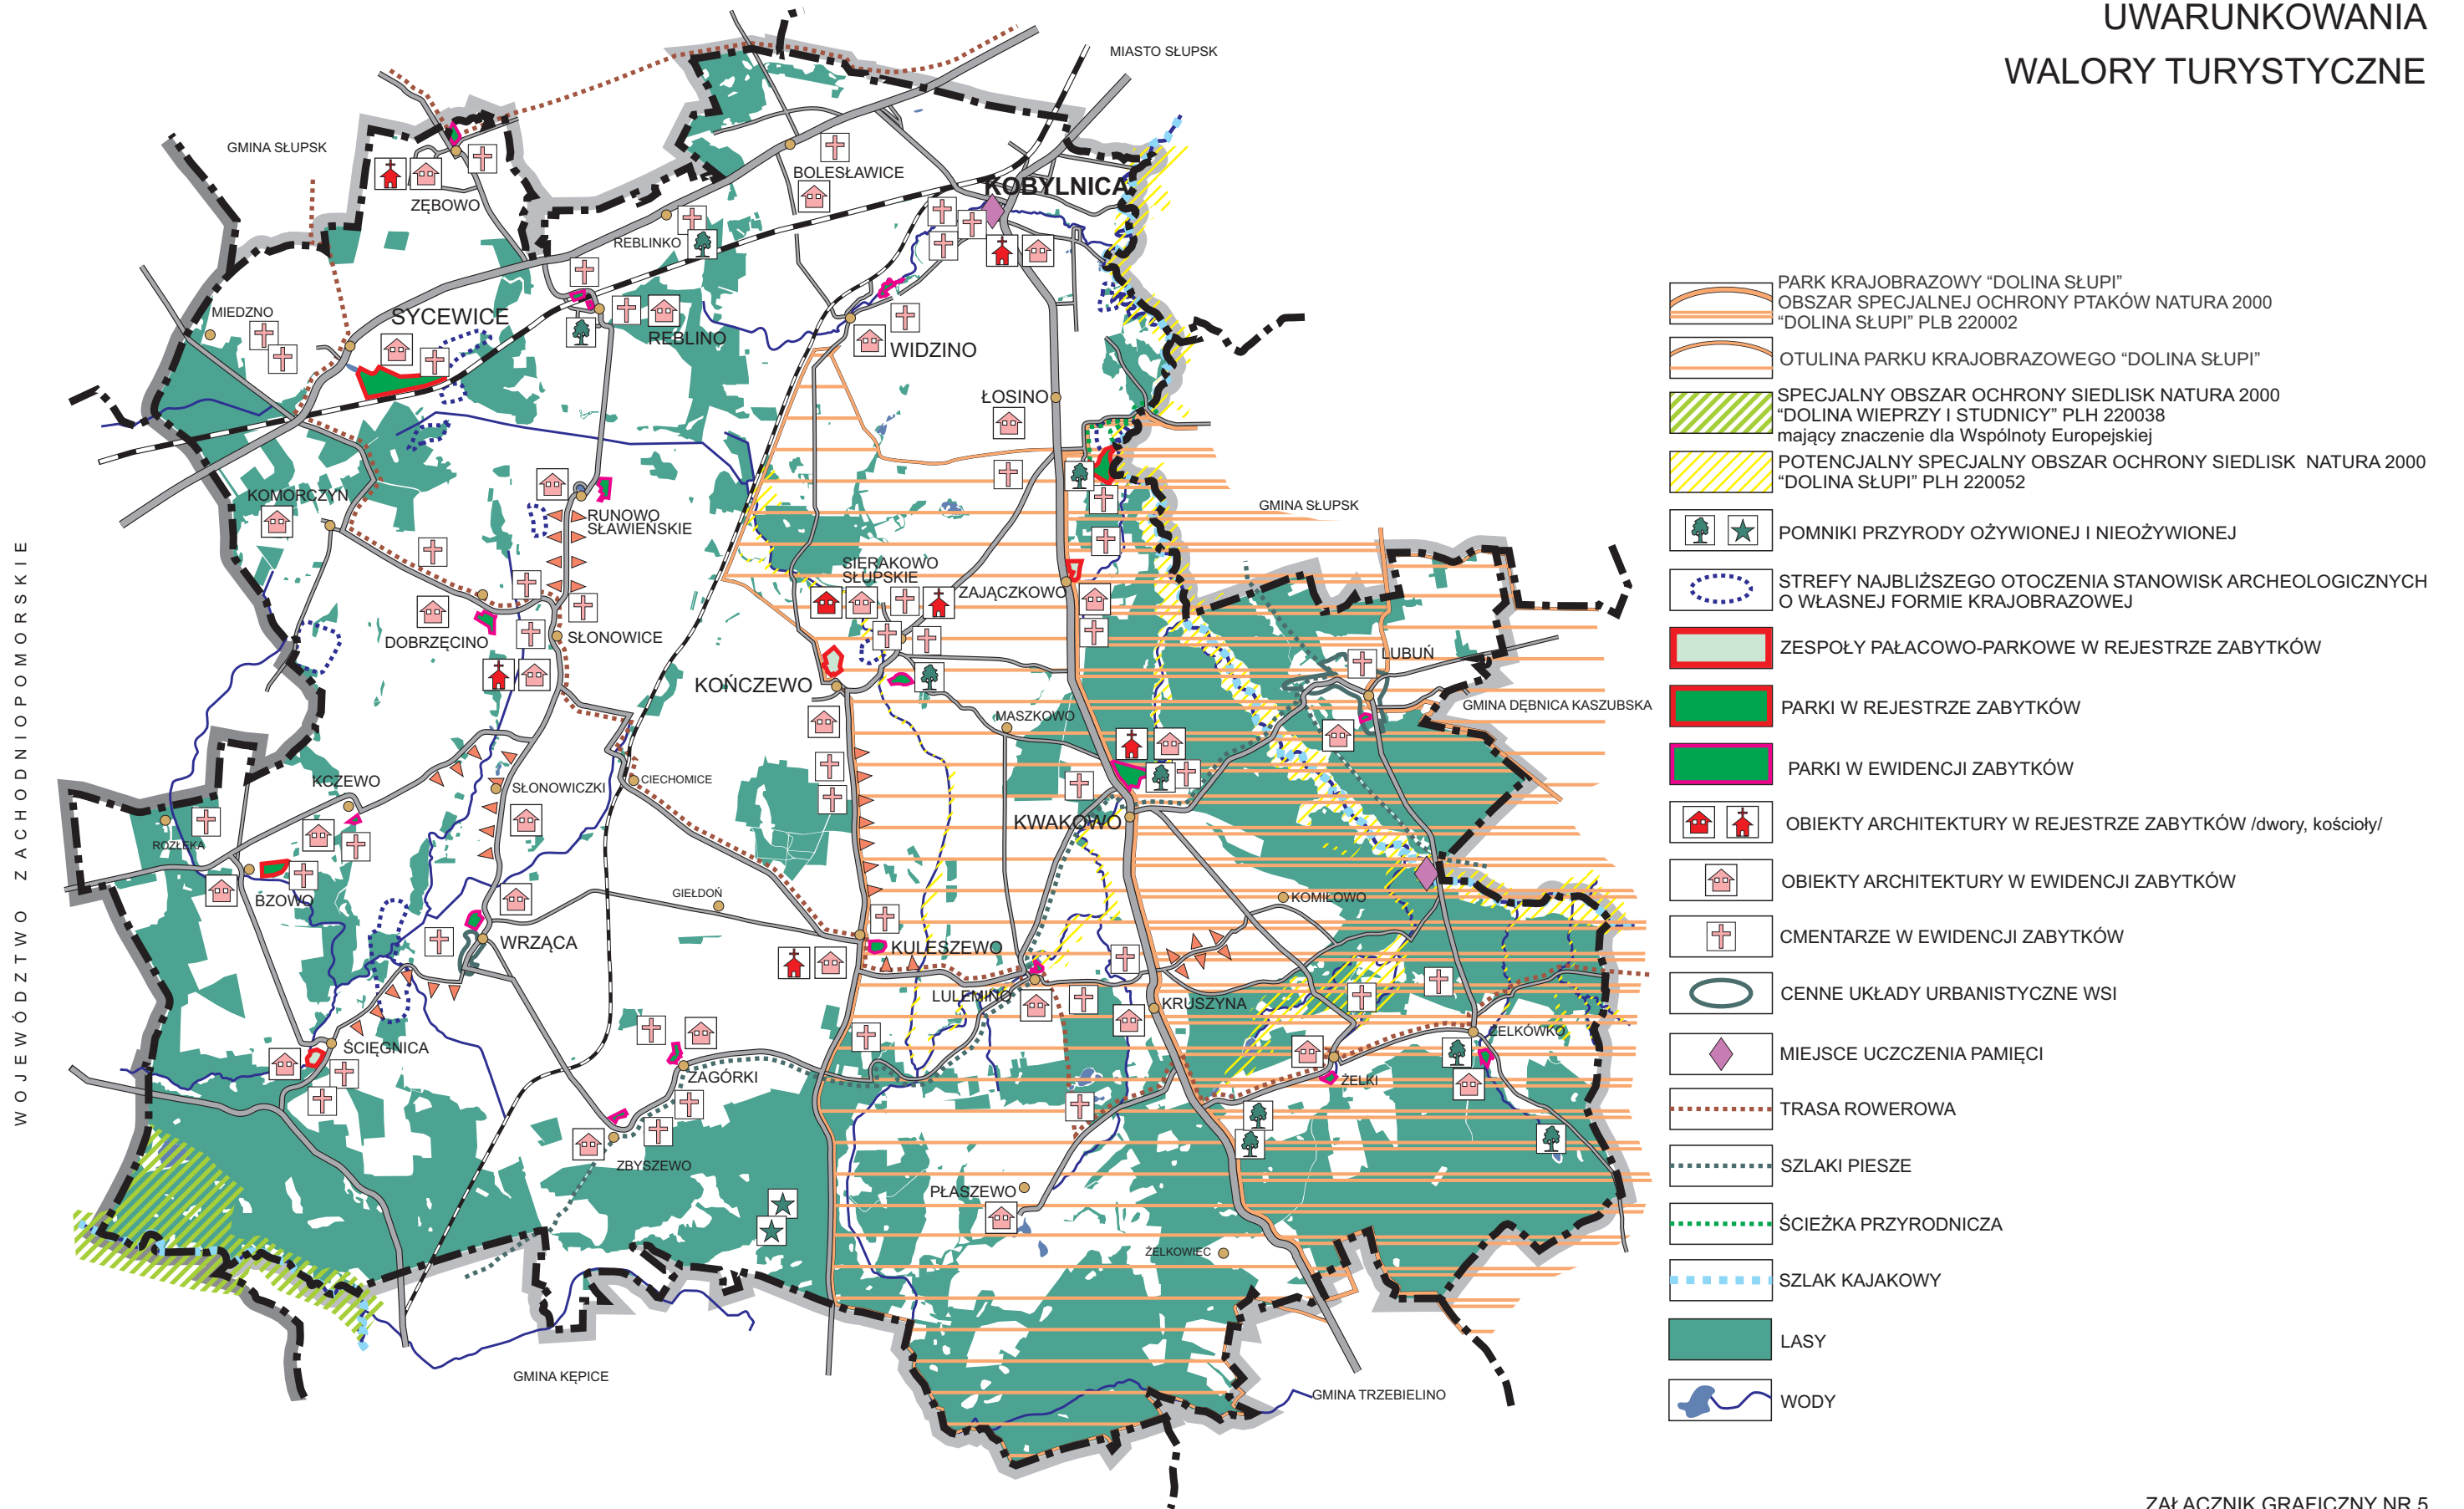 UWARUNKOWANIA
WALORY TURYSTYCZNE
MIASTO SŁUPSK
GMINA SŁUPSK
ZĘBOWO
BOLESŁAWICE
KOBYLNICA
REBLINKO
MIEDZNO
SYCEWICE
REBLINO
WIDZINO
ŁOSINO
KOMORCZYN
RUNOWO
SŁAWIEŃSKIE
GMINA SŁUPSK
SIERAKOWO
SŁUPSKIE
ZAJĄCZKOWO
DOBRZĘCINO
SŁONOWICE
LUBUŃ
KOŃCZEWO
GMINA DĘBNICA KASZUBSKA
MASZKOWO
KCZEWO
SŁONOWICZKI
CIECHOMICE
KWAKOWO
ROZŁĘKA
BZOWO
GIEŁDOŃ
KOMIŁOWO
WRZĄCA
KULESZEWO
LULEMINO
KRUSZYNA
ŻELKÓWKO
ŚCIĘGNICA
ZAGÓRKI
ŻELKI
ZBYSZEWO
PŁASZEWO
ŻELKOWIEC
GMINA KĘPICE
GMINA TRZEBIELINO
WOJEWÓDZTWO ZACHODNIOPOMORSKIE
PARK KRAJOBRAZOWY “DOLINA SŁUPI”
OBSZAR SPECJALNEJ OCHRONY PTAKÓW NATURA 2000
“DOLINA SŁUPI” PLB 220002
OTULINA PARKU KRAJOBRAZOWEGO “DOLINA SŁUPI”
SPECJALNY OBSZAR OCHRONY SIEDLISK NATURA 2000
“DOLINA WIEPRZY I STUDNICY” PLH 220038
mający znaczenie dla Wspólnoty Europejskiej
POTENCJALNY SPECJALNY OBSZAR OCHRONY SIEDLISK NATURA 2000
“DOLINA SŁUPI” PLH 220052
POMNIKI PRZYRODY OŻYWIONEJ I NIEOŻYWIONEJ
STREFY NAJBLIŻSZEGO OTOCZENIA STANOWISK ARCHEOLOGICZNYCH
O WŁASNEJ FORMIE KRAJOBRAZOWEJ
ZESPOŁY PAŁACOWO-PARKOWE W REJESTRZE ZABYTKÓW
PARKI W REJESTRZE ZABYTKÓW
PARKI W EWIDENCJI ZABYTKÓW
OBIEKTY ARCHITEKTURY W REJESTRZE ZABYTKÓW /dwory, kościoły/
OBIEKTY ARCHITEKTURY W EWIDENCJI ZABYTKÓW
CMENTARZE W EWIDENCJI ZABYTKÓW
CENNE UKŁADY URBANISTYCZNE WSI
MIEJSCE UCZCZENIA PAMIĘCI
TRASA ROWEROWA
SZLAKI PIESZE
ŚCIEŻKA PRZYRODNICZA
SZLAK KAJAKOWY
LASY
WODY
ZAŁĄCZNIK GRAFICZNY NR 5